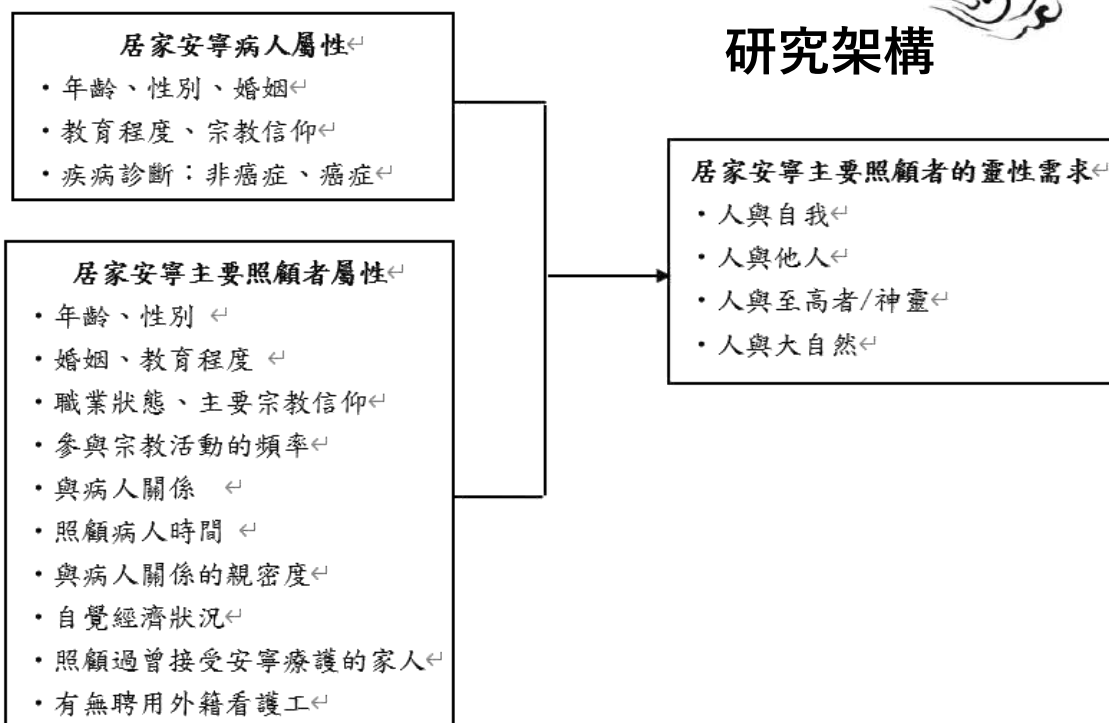 研究架構
居家安寧病人屬性↵
・年齡、性別、婚姻↵
・教育程度、宗教信仰↵
・疾病診斷：非癌症、癌症↵
居家安寧主要照顧者屬性↵
・年齡、性別 ↵
・婚姻、教育程度 ↵
・職業狀態、主要宗教信仰↵
・參與宗教活動的頻率↵
・與病人關係 ↵
・照顧病人時間 ↵
・與病人關係的親密度↵
・自覺經濟狀況↵
・照顧過曾接受安寧療護的家人↵
・有無聘用外籍看護工↵
居家安寧主要照顧者的靈性需求↵
・人與自我↵
・人與他人↵
・人與至高者/神靈↵
・人與大自然↵